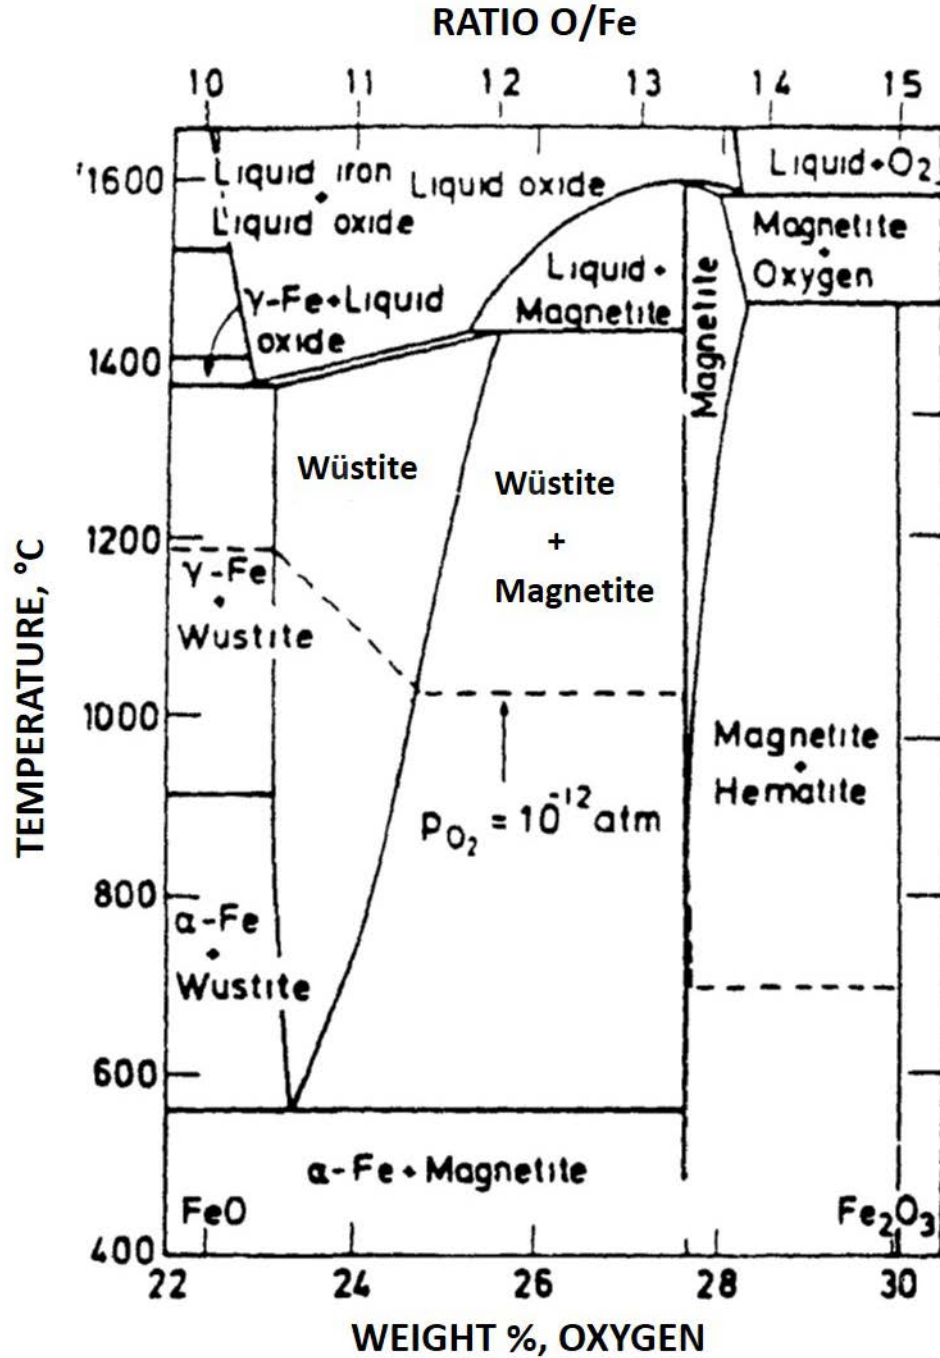 RATIO O/Fe
10 11 12 13 14 15
1600
1400
1200
1000
800
600
400
Liquid iron
+
Liquid oxide
Liquid oxide
Liquid + O2
Magnetite
+
Oxygen
Liquid +
Magnetite
γ-Fe+Liquid
oxide
Magnetite
Wüstite
Wüstite
+
Magnetite
γ-Fe
+
Wustite
pO2 = 10-12 atm
Magnetite
+
Hematite
α-Fe
+
Wustite
α-Fe + Magnetite
FeO
Fe2O3
22 24 26 28 30
WEIGHT %, OXYGEN
TEMPERATURE, °C